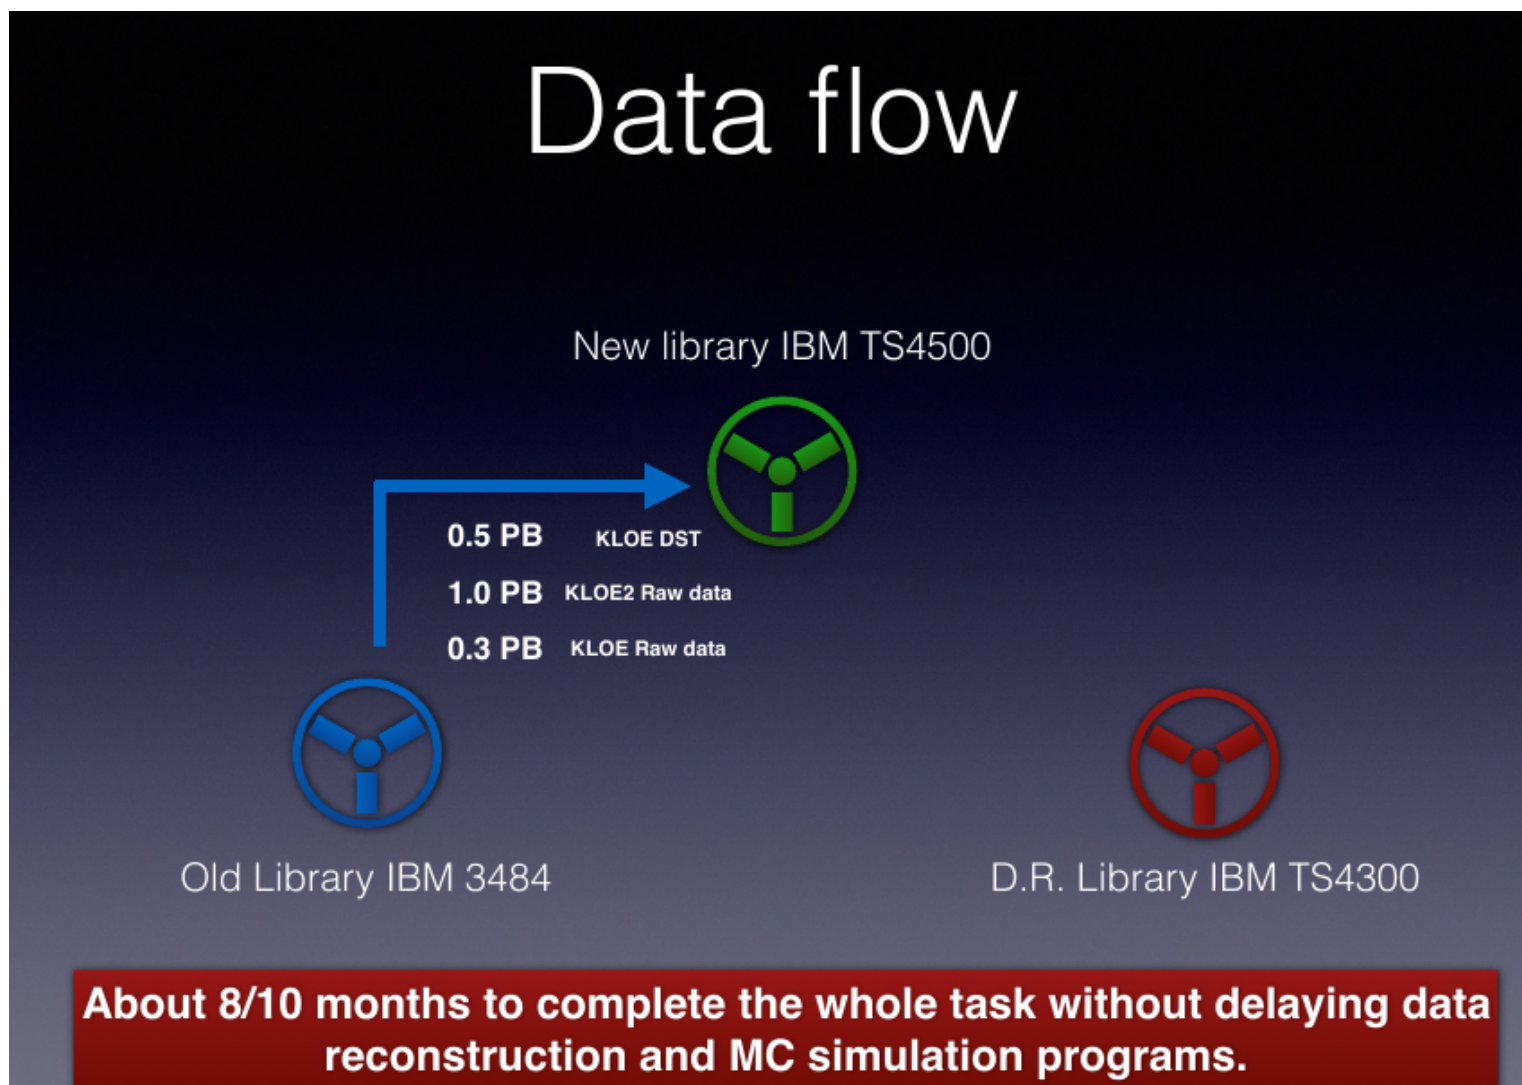 Data flow
New library IBM TS4500
0.5 PB KLOE DST
1.0 PB KLOE2 Raw data
0.3 PB KLOE Raw data
Old Library IBM 3484
D.R. Library IBM TS4300
About 8/10 months to complete the whole task without delaying data
reconstruction and MC simulation programs.